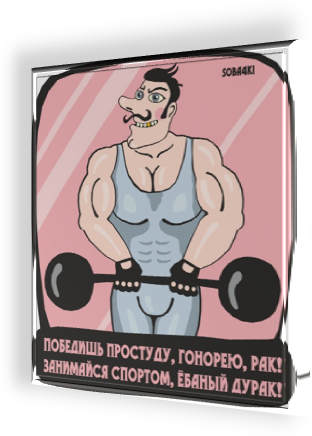 SOBA4KI
ПОБЕДИШЬ ПРОСТУДУ, ГОНОРЕЮ, РАК!
ЗАНИМАЙСЯ СПОРТОМ, ЁБАНЫЙ ДУРАК!